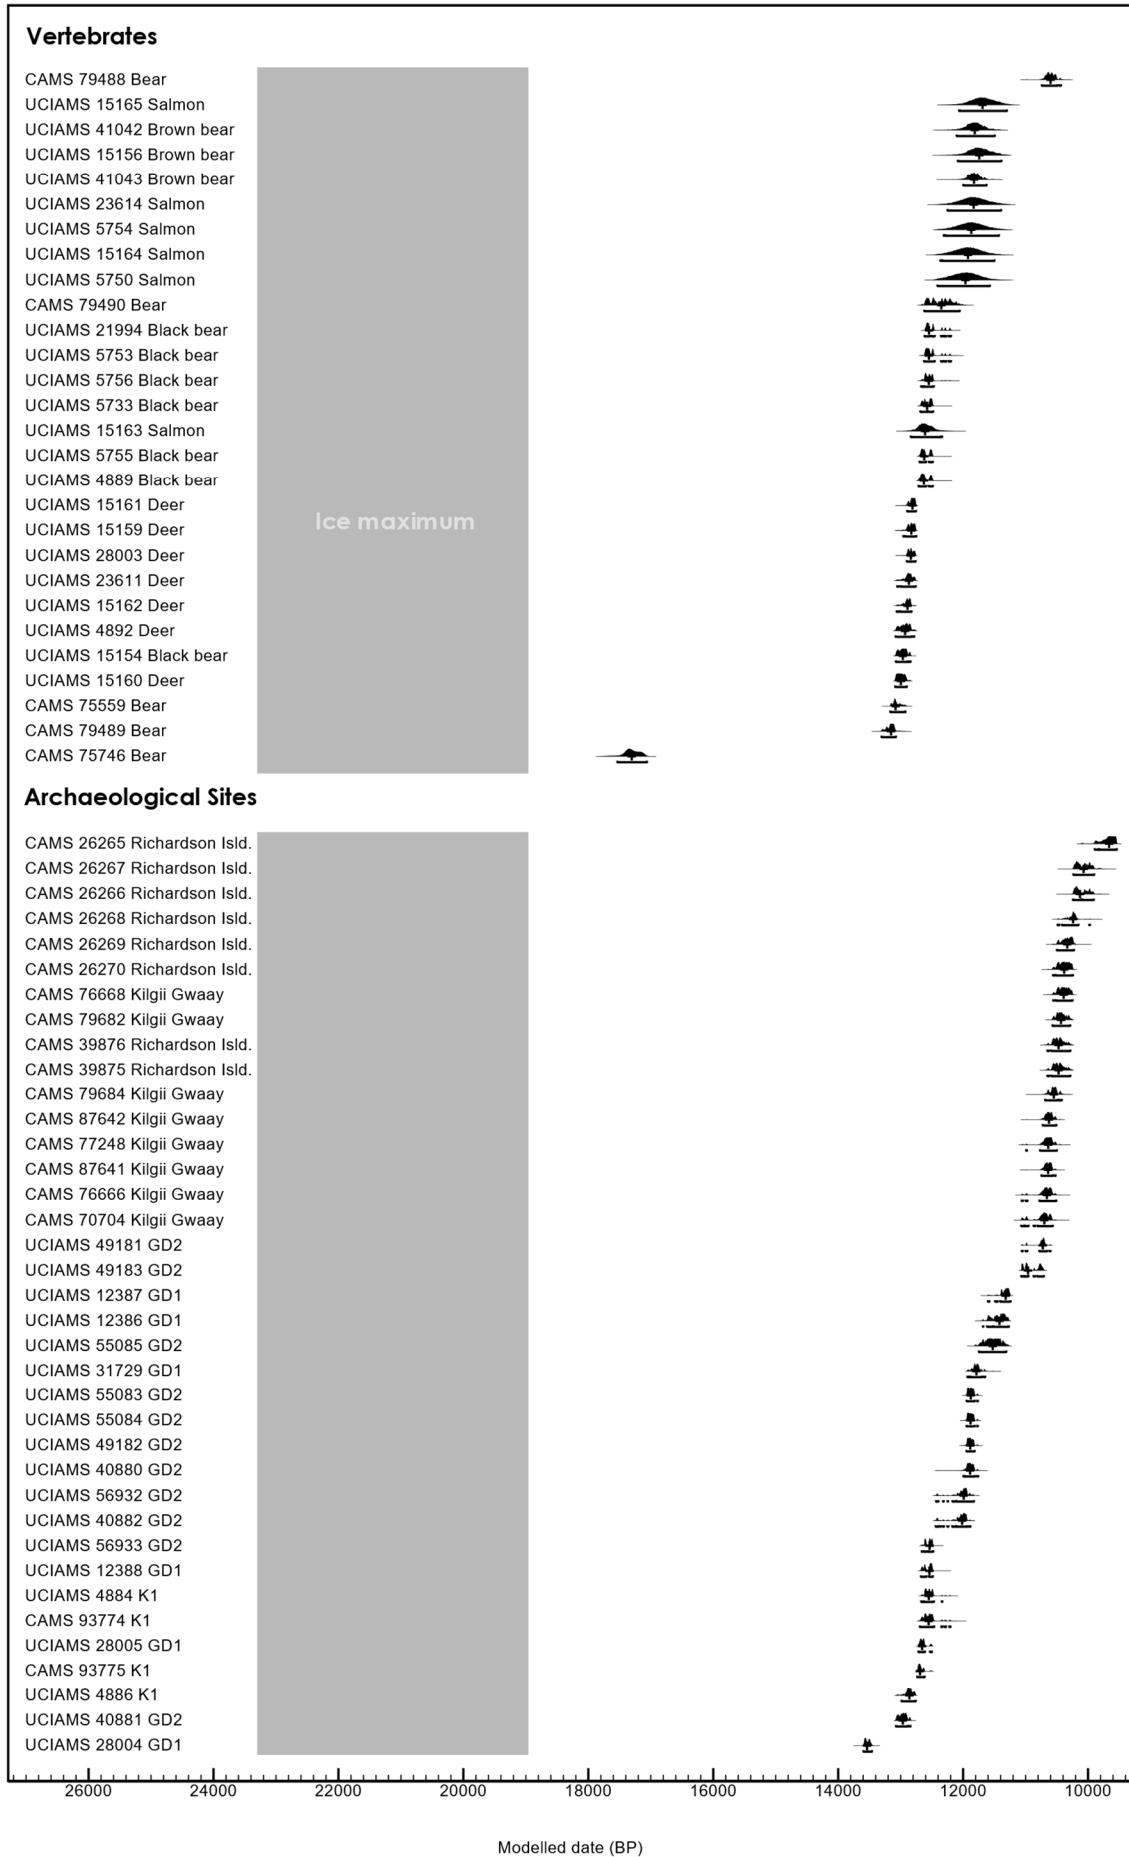 Vertebrates
CAMS 79488 Bear
UCIAMS 15165 Salmon
UCIAMS 41042 Brown bear
UCIAMS 15156 Brown bear
UCIAMS 41043 Brown bear
UCIAMS 23614 Salmon
UCIAMS 5754 Salmon
UCIAMS 15164 Salmon
UCIAMS 5750 Salmon
CAMS 79490 Bear
UCIAMS 21994 Black bear
UCIAMS 5753 Black bear
UCIAMS 5756 Black bear
UCIAMS 5733 Black bear
UCIAMS 15163 Salmon
UCIAMS 5755 Black bear
UCIAMS 4889 Black bear
UCIAMS 15161 Deer
Ice maximum
UCIAMS 15159 Deer
UCIAMS 28003 Deer
UCIAMS 23611 Deer
UCIAMS 15162 Deer
UCIAMS 4892 Deer
UCIAMS 15154 Black bear
UCIAMS 15160 Deer
CAMS 75559 Bear
CAMS 79489 Bear
CAMS 75746 Bear
Archaeological Sites
CAMS 26265 Richardson Isld.
CAMS 26267 Richardson Isld.
CAMS 26266 Richardson Isld.
CAMS 26268 Richardson Isld.
CAMS 26269 Richardson Isld.
CAMS 26270 Richardson Isld.
CAMS 76668 Kilgii Gwaay
CAMS 79682 Kilgii Gwaay
CAMS 39876 Richardson Isld.
CAMS 39875 Richardson Isld.
CAMS 79684 Kilgii Gwaay
CAMS 87642 Kilgii Gwaay
CAMS 77248 Kilgii Gwaay
CAMS 87641 Kilgii Gwaay
CAMS 76666 Kilgii Gwaay
CAMS 70704 Kilgii Gwaay
UCIAMS 49181 GD2
UCIAMS 49183 GD2
UCIAMS 12387 GD1
UCIAMS 12386 GD1
UCIAMS 55085 GD2
UCIAMS 31729 GD1
UCIAMS 55083 GD2
UCIAMS 55084 GD2
UCIAMS 49182 GD2
UCIAMS 40880 GD2
UCIAMS 56932 GD2
UCIAMS 40882 GD2
UCIAMS 56933 GD2
UCIAMS 12388 GD1
UCIAMS 4884 K1
CAMS 93774 K1
UCIAMS 28005 GD1
CAMS 93775 K1
UCIAMS 4886 K1
UCIAMS 40881 GD2
UCIAMS 28004 GD1
26000 24000 22000 20000 18000 16000 14000 12000 10000
Modelled date (BP)